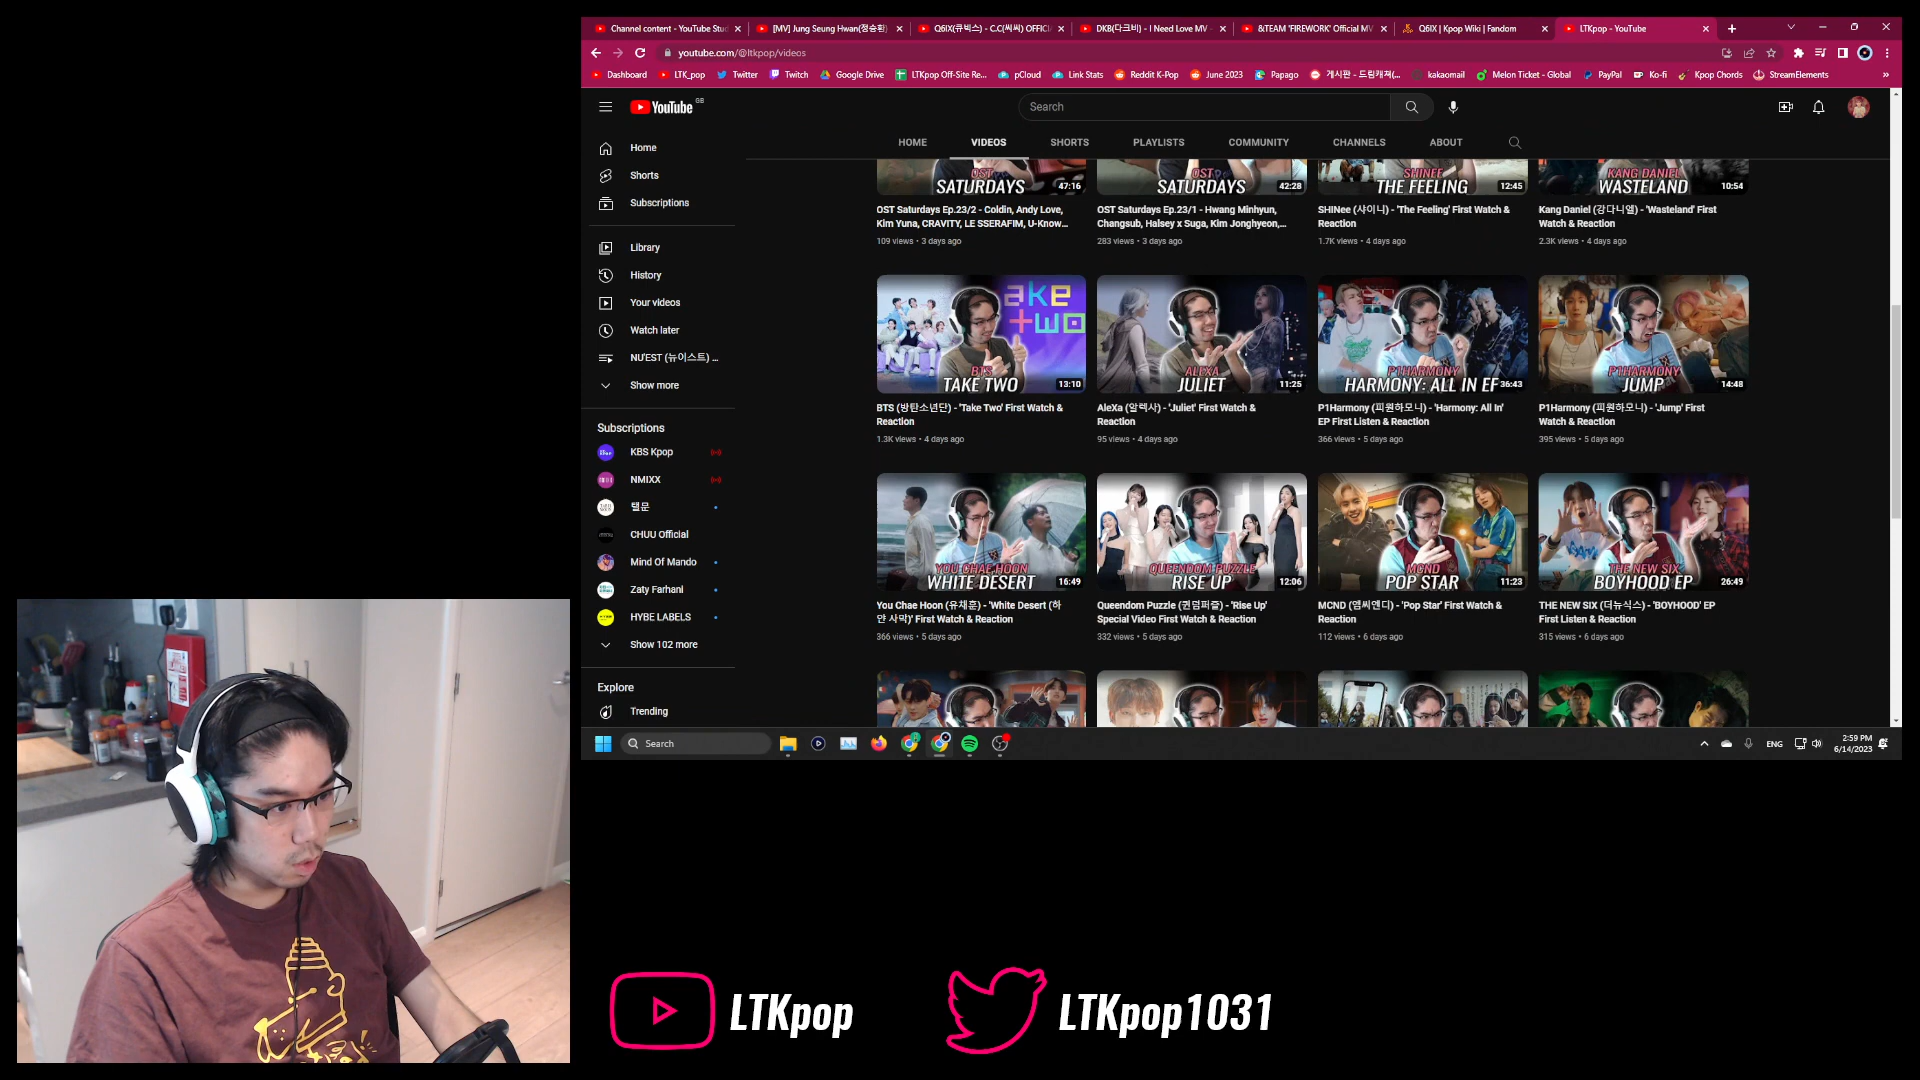 Channel content - YouTube Stud
[MV] Jung Seung Hwan(정승환)
Q6IX(큐빅스) - C.C(씨씨) OFFICI
DKB(다크비) - I Need Love MV -
&TEAM 'FIREWORK' Official MV
Q6IX | Kpop Wiki | Fandom
LTKpop - YouTube
youtube.com/@ltkpop/videos
Dashboard
LTK_pop
Twitter
Twitch
Google Drive
LTKpop Off-Site Re...
pCloud
Link Stats
Reddit K-Pop
June 2023
Papago
게시판 - 드림캐쳐(...
kakaomail
Melon Ticket - Global
PayPal
Ko-fi
Kpop Chords
StreamElements
»
YouTube GB
Search
HOME
VIDEOS
SHORTS
PLAYLISTS
COMMUNITY
CHANNELS
ABOUT
Home
Shorts
Subscriptions
Library
History
Your videos
Watch later
NU'EST (뉴이스트) ...
Show more
Subscriptions
KBS Kpop
NMIXX
탤문
CHUU Official
Mind Of Mando
Zaty Farhani
HYBE LABELS
Show 102 more
Explore
Trending
OST
SATURDAYS
47:16
OST
SATURDAYS
42:28
SHINEE
THE FEELING
12:45
KANG DANIEL
WASTELAND
10:54
OST Saturdays Ep.23/2 - Coldin, Andy Love,
Kim Yuna, CRAVITY, LE SSERAFIM, U-Know...
109 views • 3 days ago
OST Saturdays Ep.23/1 - Hwang Minhyun,
Changsub, Halsey x Suga, Kim Jonghyeon,...
283 views • 3 days ago
SHINee (샤이니) - 'The Feeling' First Watch &
Reaction
1.7K views • 4 days ago
Kang Daniel (강다니엘) - 'Wasteland' First
Watch & Reaction
2.3K views • 4 days ago
ake
two
BTS
TAKE TWO
13:10
ALEXA
JULIET
11:25
P1HARMONY
HARMONY: ALL IN EP
36:43
P1HARMONY
JUMP
14:48
BTS (방탄소년단) - 'Take Two' First Watch &
Reaction
1.3K views • 4 days ago
AleXa (알렉사) - 'Juliet' First Watch &
Reaction
95 views • 4 days ago
P1Harmony (피원하모니) - 'Harmony: All In'
EP First Listen & Reaction
366 views • 5 days ago
P1Harmony (피원하모니) - 'Jump' First
Watch & Reaction
395 views • 5 days ago
YOU CHAE HOON
WHITE DESERT
16:49
QUEENDOM PUZZLE
RISE UP
12:06
MCND
POP STAR
11:23
THE NEW SIX
BOYHOOD EP
26:49
You Chae Hoon (유채훈) - 'White Desert (하
얀 사막)' First Watch & Reaction
366 views • 5 days ago
Queendom Puzzle (퀸덤퍼즐) - 'Rise Up'
Special Video First Watch & Reaction
332 views • 5 days ago
MCND (엠씨엔디) - 'Pop Star' First Watch &
Reaction
112 views • 6 days ago
THE NEW SIX (더뉴식스) - 'BOYHOOD' EP
First Listen & Reaction
315 views • 6 days ago
Search
ENG
2:59 PM
6/14/2023
LTKpop
LTKpop1031